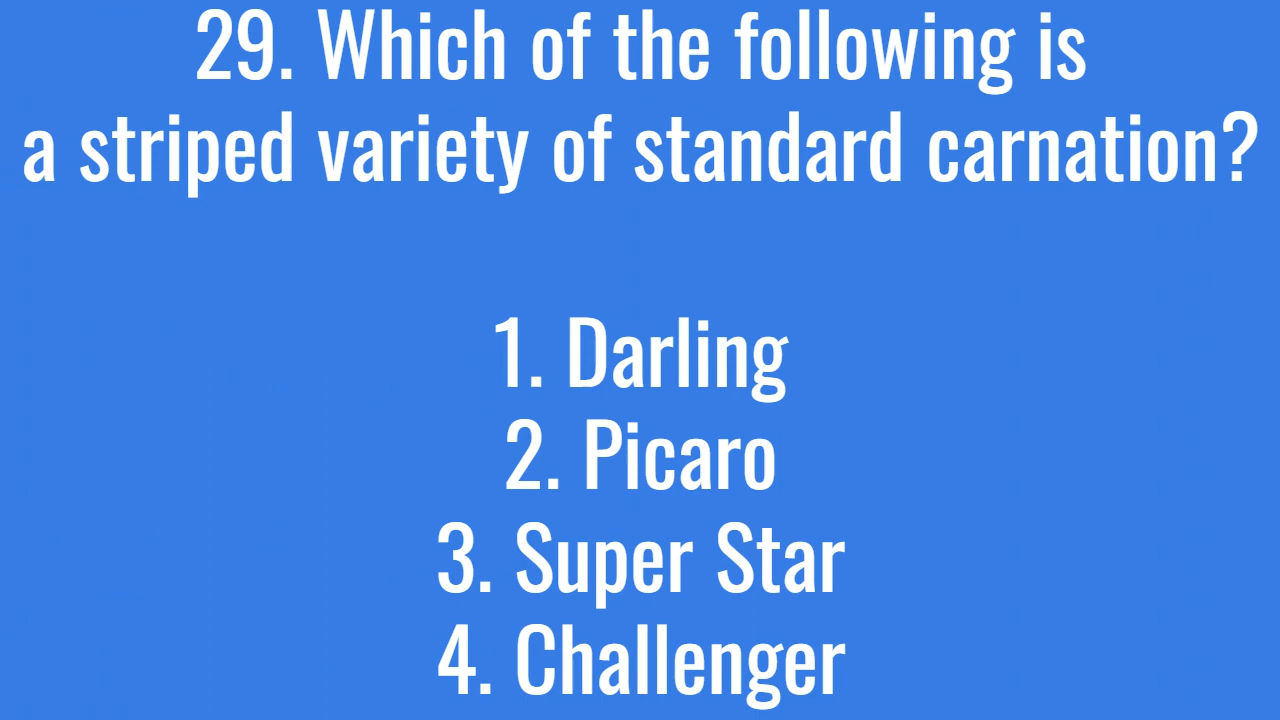 29. Which of the following is
a striped variety of standard carnation?
1. Darling
2. Picaro
3. Super Star
4. Challenger